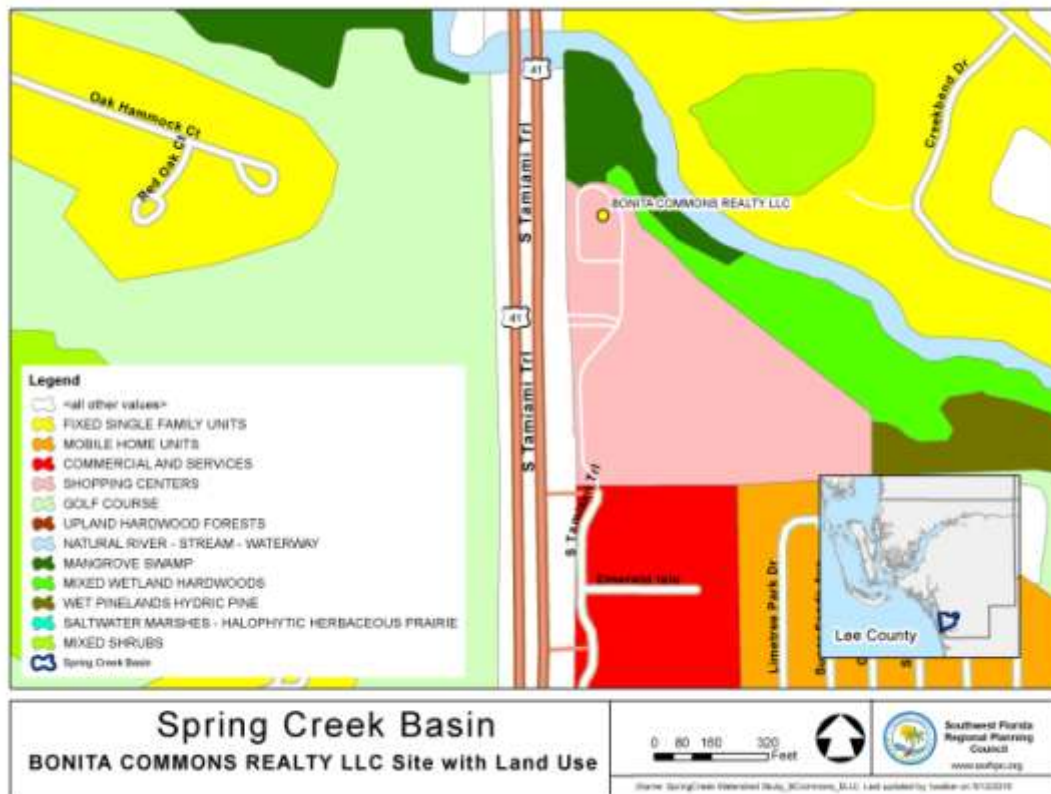 41
Oak Hammock Ct
Red Oak Ct
Creekbend Dr
S Tamiami Trl
BONITA COMMONS REALTY LLC
41
S Tamiami Trl
S Tamiami Trl
Limetree Park Dr
Legend
<all other values>
FIXED SINGLE FAMILY UNITS
MOBILE HOME UNITS
COMMERCIAL AND SERVICES
SHOPPING CENTERS
GOLF COURSE
UPLAND HARDWOOD FORESTS
NATURAL RIVER - STREAM - WATERWAY
MANGROVE SWAMP
MIXED WETLAND HARDWOODS
WET PINELANDS HYDRIC PINE
SALTWATER MARSHES - HALOPHYTIC HERBACEOUS PRAIRIE
MIXED SHRUBS
Spring Creek Basin
Lee County
Spring Creek Basin
BONITA COMMONS REALTY LLC Site with Land Use
0 80 160 320
Feet
Southwest Florida
Regional Planning
Council